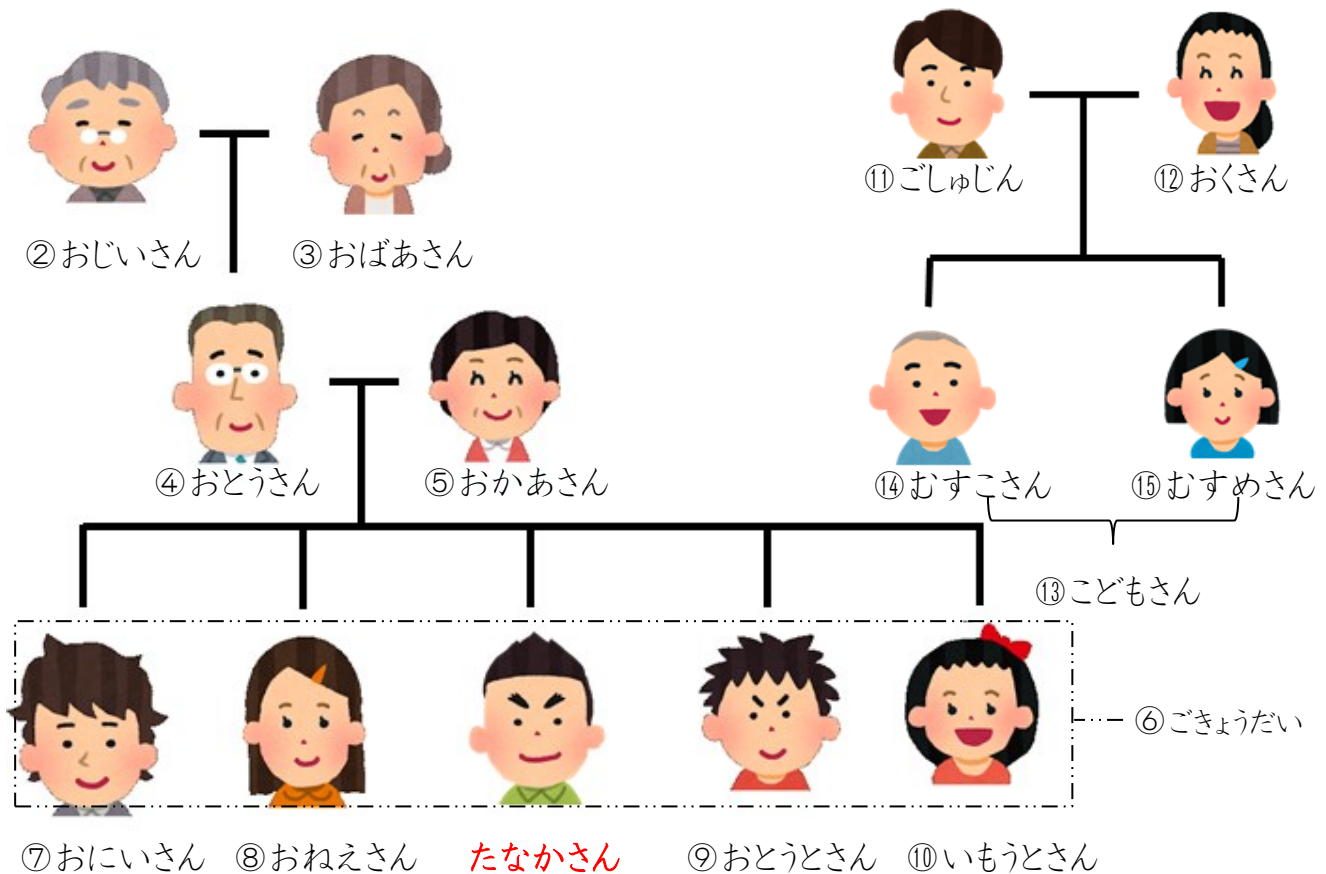 ⑪ごしゅじん
⑫おくさん
②おじいさん
③おばあさん
④おとうさん
⑤おかあさん
⑭むすこさん
⑮むすめさん
⑬こどもさん
⑥ごきょうだい
⑦おにいさん
⑧おねえさん
たなかさん
⑨おとうとさん
⑩いもうとさん